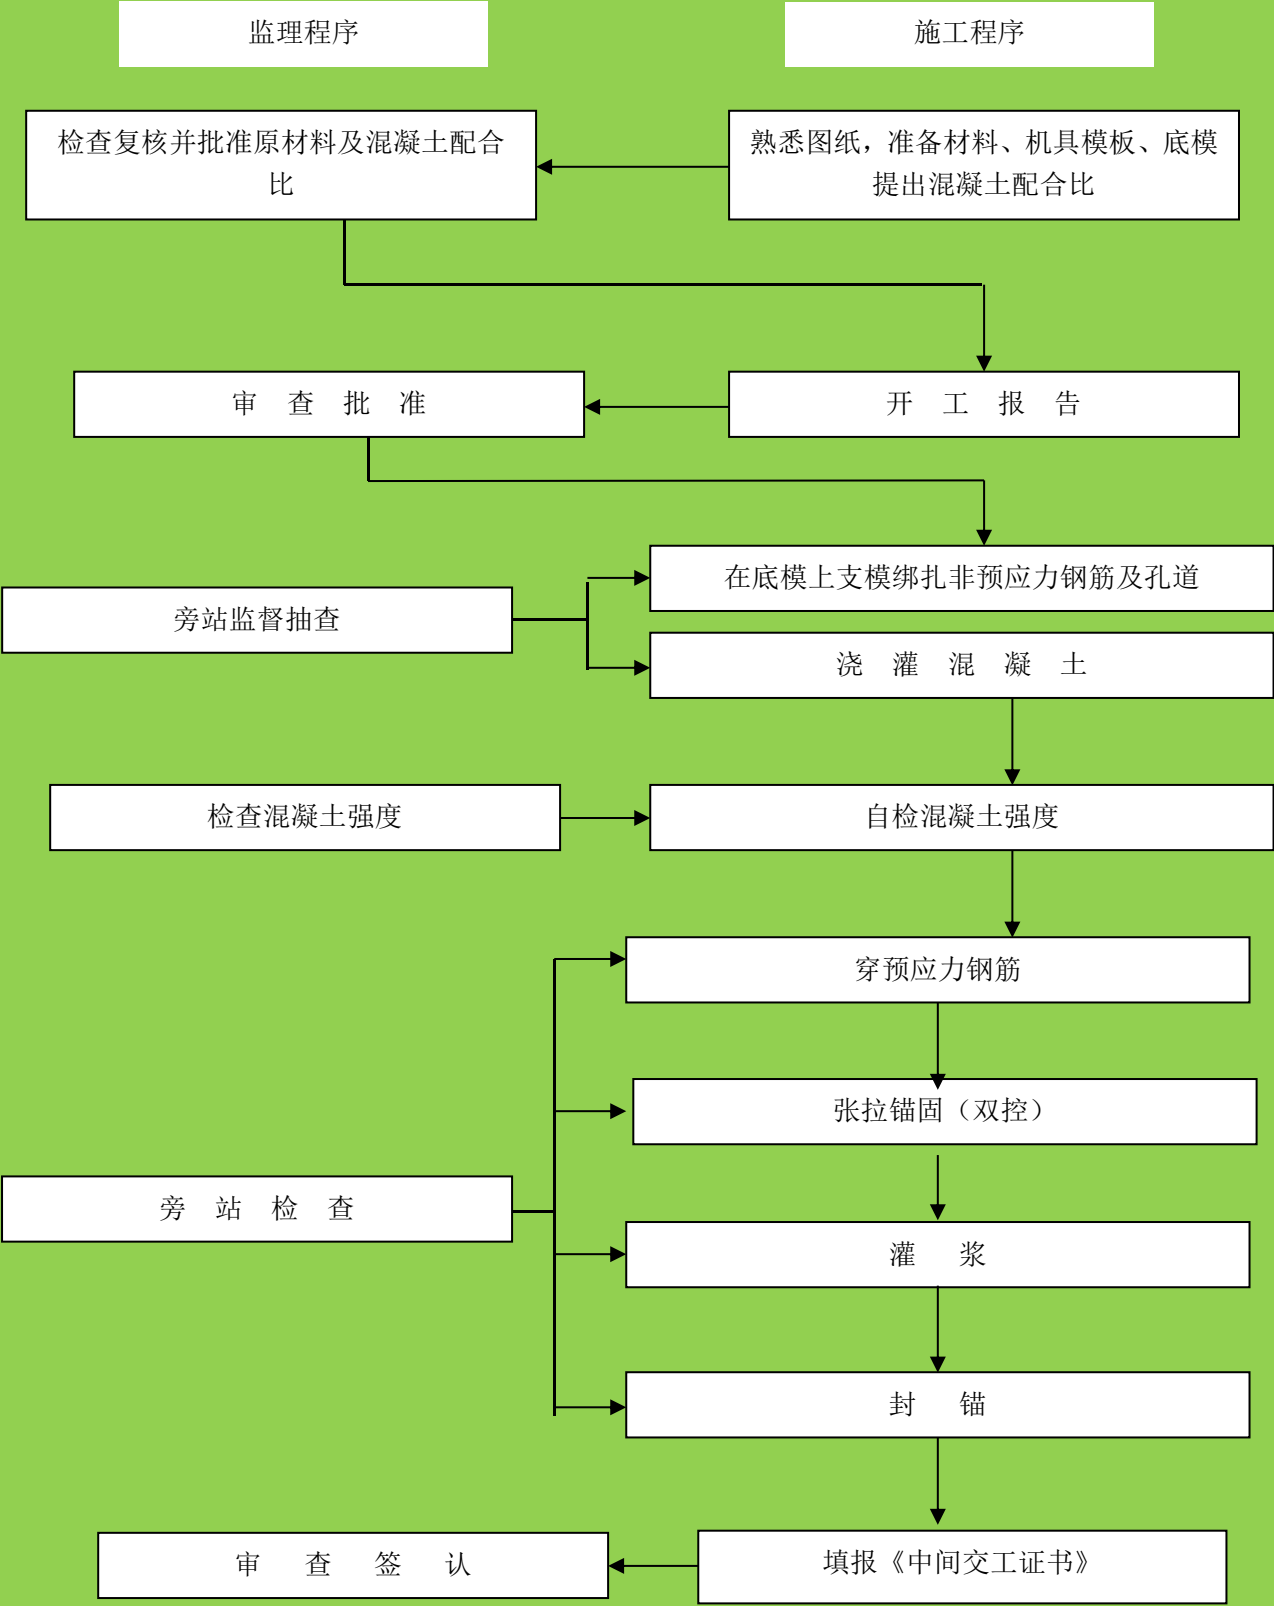 监理程序
施工程序
检查复核并批准原材料及混凝土配合
比
熟悉图纸，准备材料、机具模板、底模
提出混凝土配合比
审 查 批 准
开 工 报 告
在底模上支模绑扎非预应力钢筋及孔道
旁站监督抽查
浇 灌 混 凝 土
检查混凝土强度
自检混凝土强度
穿预应力钢筋
张拉锚固（双控）
旁 站 检 查
灌 浆
封 锚
审 查 签 认
填报《中间交工证书》